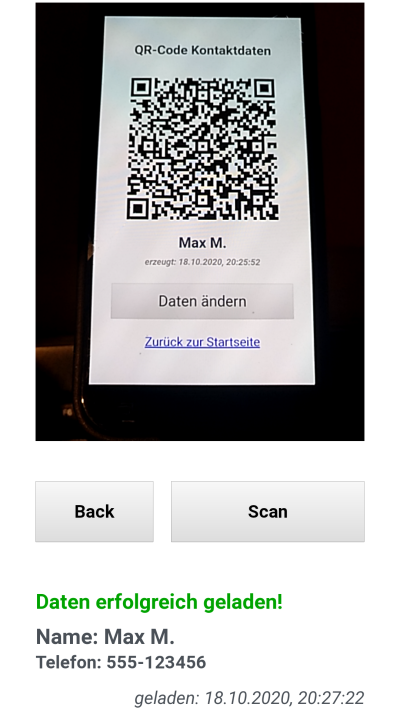 QR-Code Kontaktdaten
Max M.
erzeugt: 18.10.2020, 20:25:52
Daten ändern
Zurück zur Startseite
Back
Scan
Daten erfolgreich geladen!
Name: Max M.
Telefon: 555-123456
geladen: 18.10.2020, 20:27:22